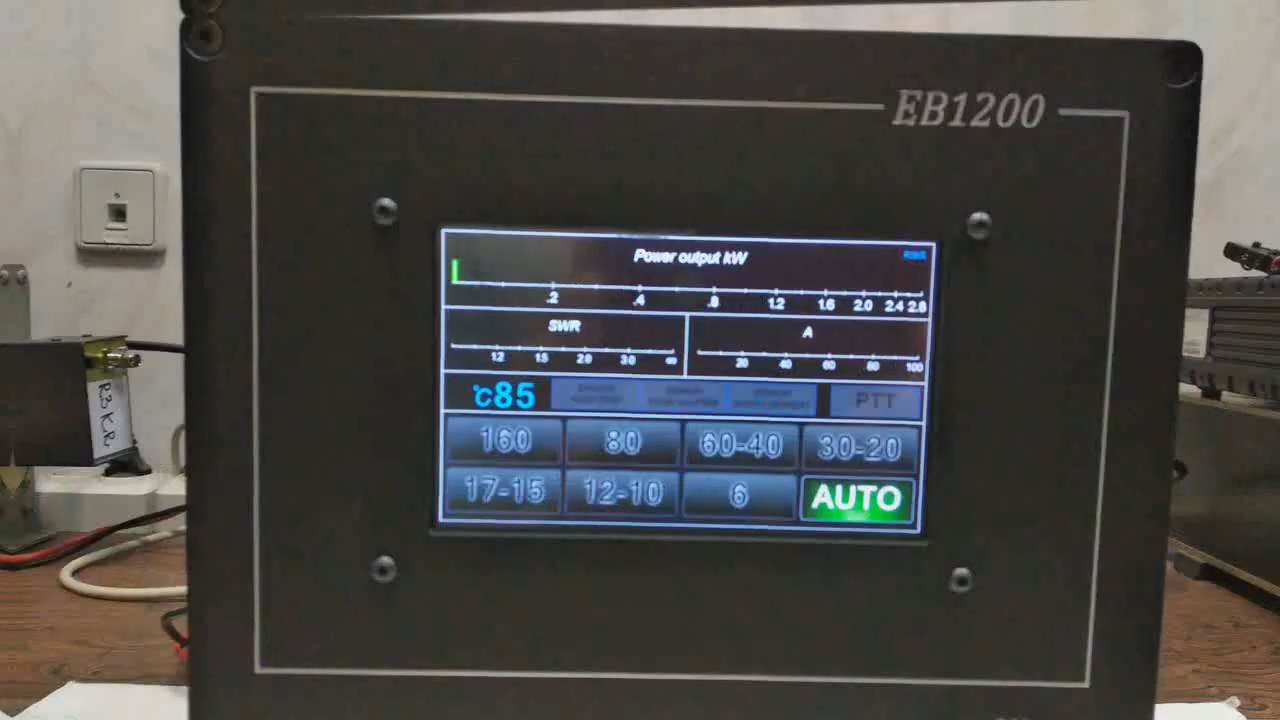 EB1200
Power output kW
.2 .4 .8 1.2 1.6 2.0 2.4 2.8
SWR
A
1.2 1.5 2.0 3.0 ∞
20 40 60 80 100
℃85
PTT
160 80 60-40 30-20
17-15 12-10 6 AUTO
R3KR